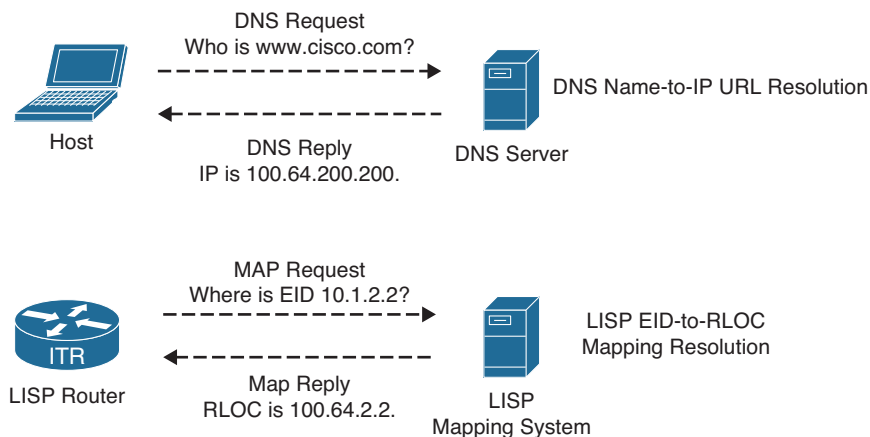 DNS Request
Who is www.cisco.com?
DNS Name-to-IP URL Resolution
Host
DNS Reply
IP is 100.64.200.200.
DNS Server
MAP Request
Where is EID 10.1.2.2?
LISP EID-to-RLOC
Mapping Resolution
ITR
LISP Router
Map Reply
RLOC is 100.64.2.2.
LISP
Mapping System